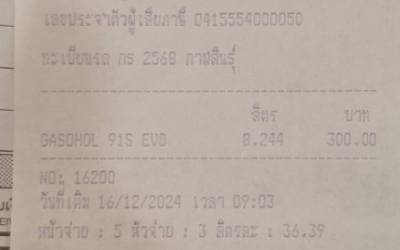 เลขประจำตัวผู้เสียภาษี 0415554000050
ทะเบียนรถ กร 2568 กาฬสินธุ์
ลิตร บาท
GASOHOL 91S EVO 8.244 300.00
NO: 16200
วันที่เติม 16/12/2024 เวลา 09:03
หน้าจ่าย : 5 หัวจ่าย : 3 ลิตรละ : 36.39